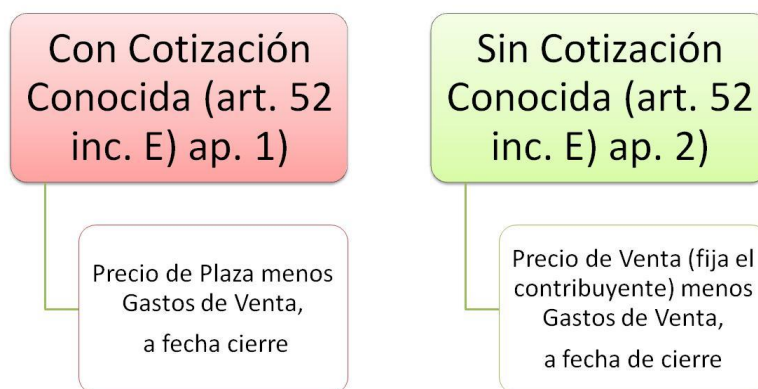 Con Cotización
Conocida (art. 52
inc. E) ap. 1)
Precio de Plaza menos
Gastos de Venta,
a fecha cierre
Sin Cotización
Conocida (art. 52
inc. E) ap. 2)
Precio de Venta (fija el
contribuyente) menos
Gastos de Venta,
a fecha de cierre